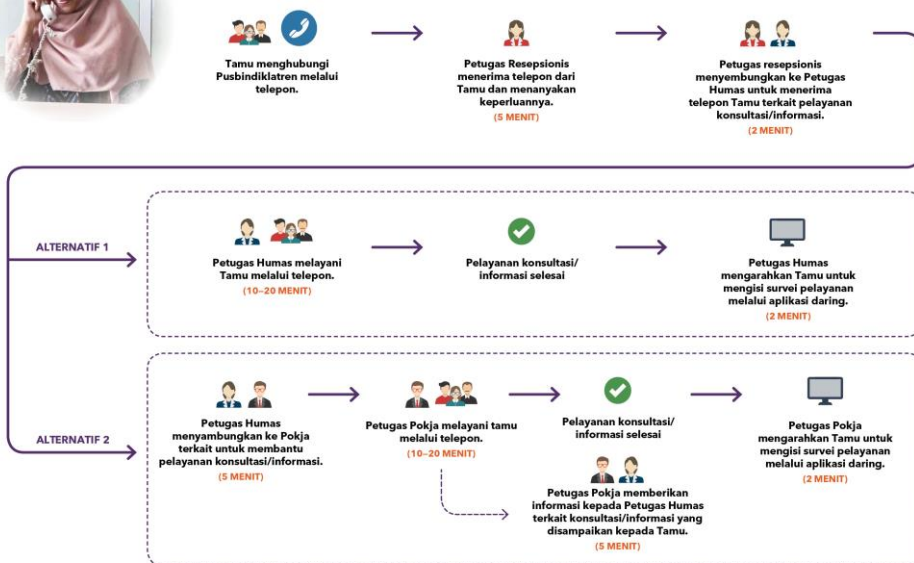 Tamu menghubungi
Pusbindiklatren melalui
telepon.
Petugas Resepsionis
menerima telepon dari
Tamu dan menanyakan
keperluannya.
(5 MENIT)
Petugas resepsionis
menyembungkan ke Petugas
Humas untuk menerima
telepon Tamu terkait pelayanan
konsultasi/informasi.
(2 MENIT)
ALTERNATIF 1
Petugas Humas melayani
Tamu melalui telepon.
(10–20 MENIT)
Pelayanan konsultasi/
informasi selesai
Petugas Humas
mengarahkan Tamu untuk
mengisi survei pelayanan
melalui aplikasi daring.
(2 MENIT)
ALTERNATIF 2
Petugas Humas
menyambungkan ke Pokja
terkait untuk membantu
pelayanan konsultasi/informasi.
(5 MENIT)
Petugas Pokja melayani tamu
melalui telepon.
(10–20 MENIT)
Pelayanan konsultasi/
informasi selesai
Petugas Pokja memberikan
informasi kepada Petugas Humas
terkait konsultasi/informasi yang
disampaikan kepada Tamu.
(5 MENIT)
Petugas Pokja
mengarahkan Tamu untuk
mengisi survei pelayanan
melalui aplikasi daring.
(2 MENIT)